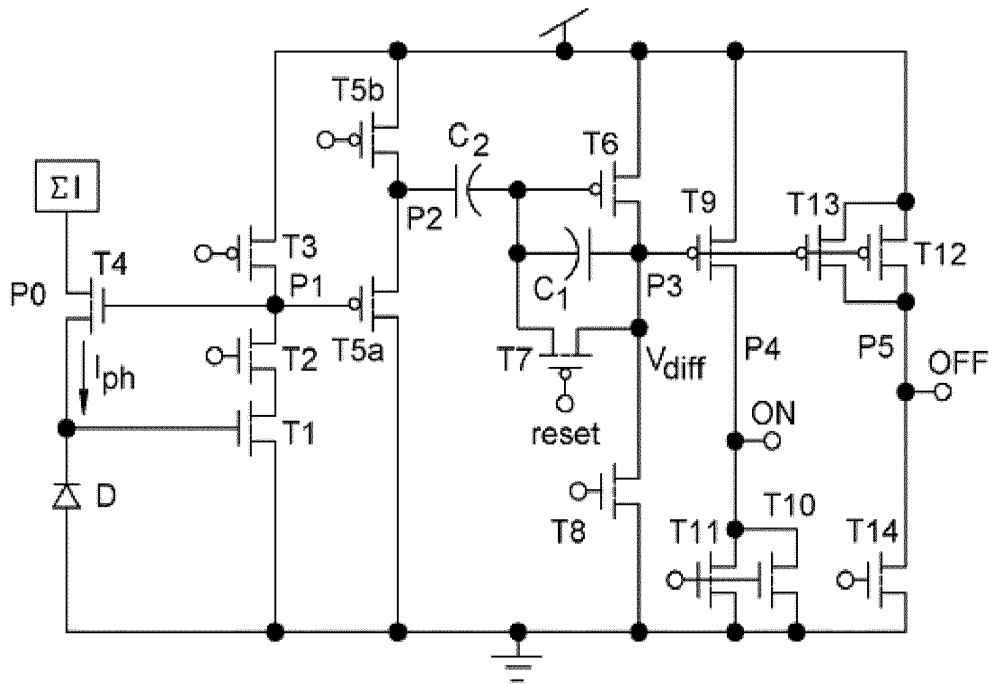 T5b
C2
T6
ΣI
T4
T3
P2
T9
T13
T12
P0
P1
C1
P3
Iph
T2
T5a
T7
Vdiff
P4
P5
OFF
reset
ON
T1
D
T8
T11
T10
T14